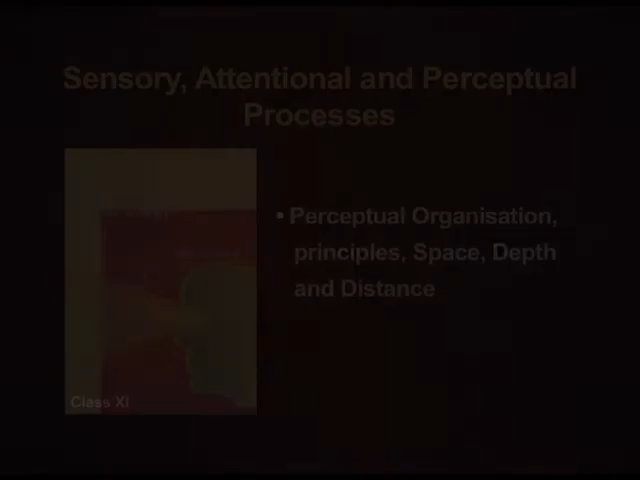 Sensory, Attentional and Perceptual
Processes
• Perceptual Organisation,
principles, Space, Depth
and Distance
Class XI